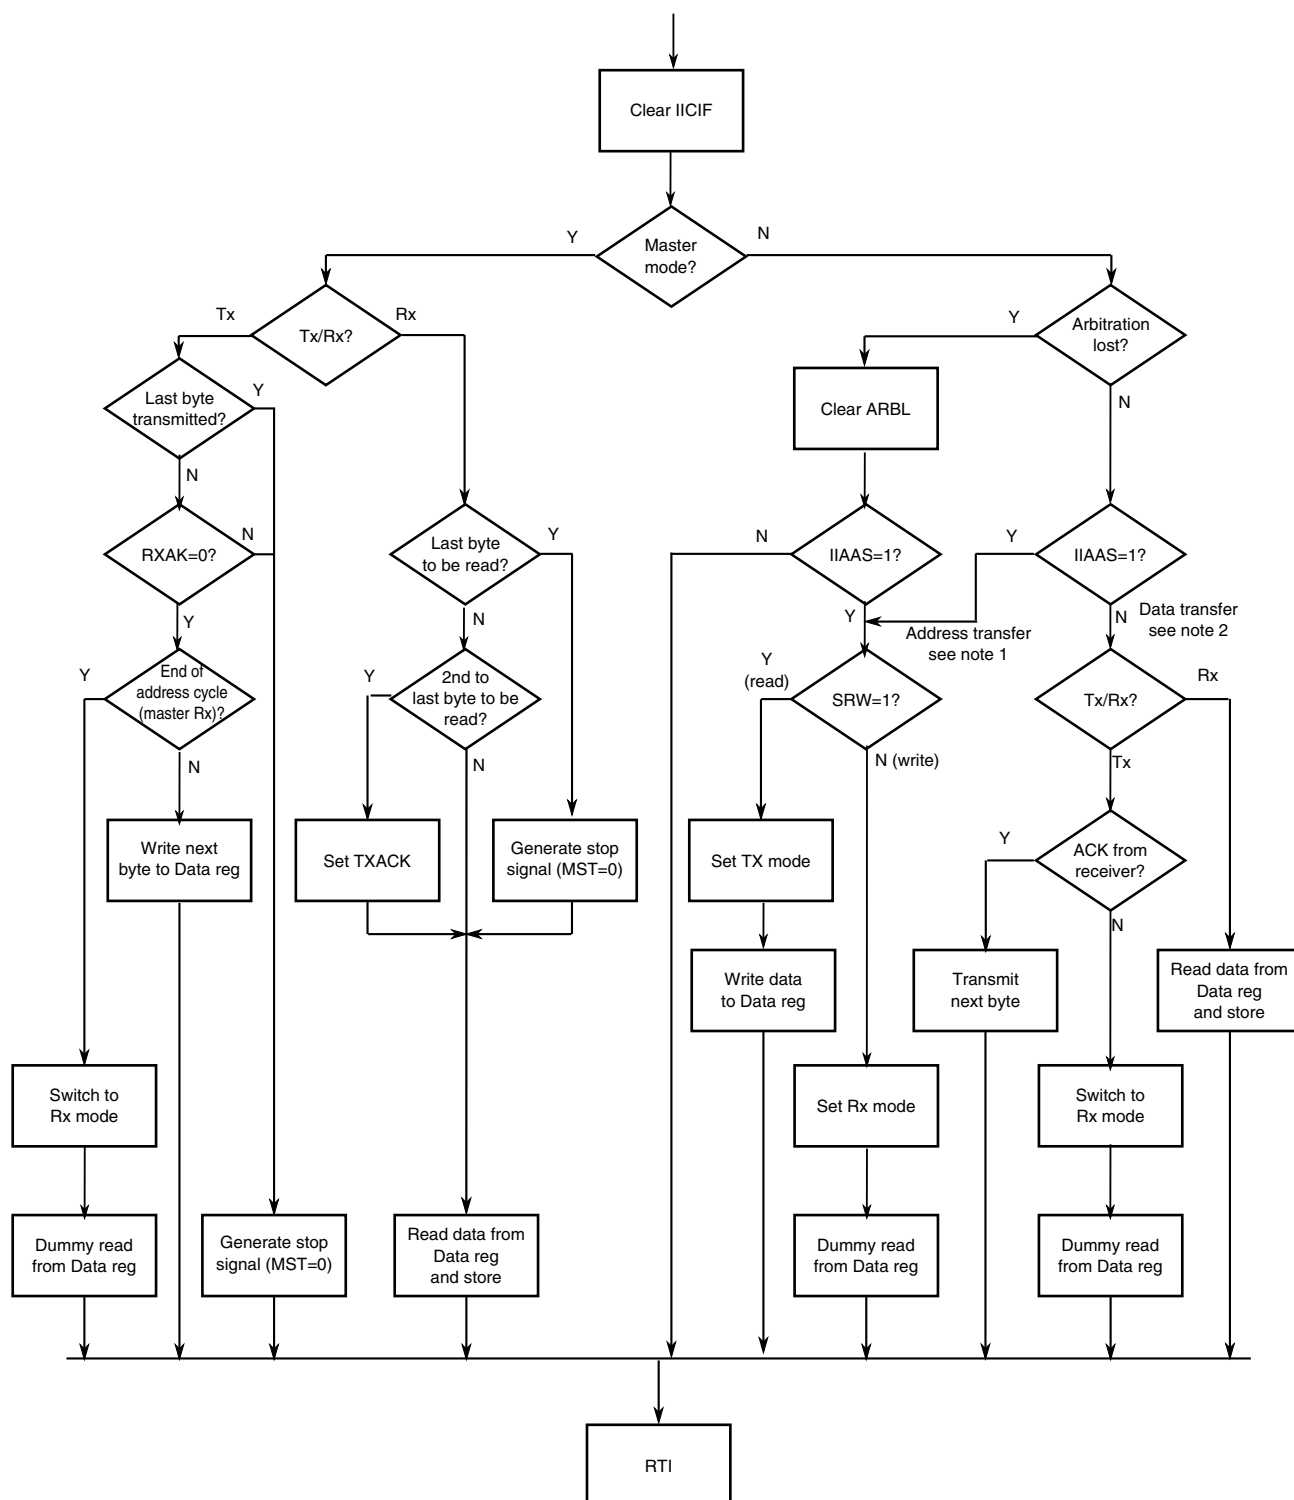 Clear IICIF
Master
mode?
Y
N
Tx/Rx?
Tx
Rx
Arbitration
lost?
Y
N
Last byte
transmitted?
Y
N
Clear ARBL
RXAK=0?
N
Y
Last byte
to be read?
Y
N
IIAAS=1?
N
Y
IIAAS=1?
Y
N
Address transfer
see note 1
Data transfer
see note 2
End of
address cycle
(master Rx)?
Y
N
2nd to
last byte to be
read?
Y
N
SRW=1?
Y
(read)
N (write)
Tx/Rx?
Rx
Tx
Write next
byte to Data reg
Set TXACK
Generate stop
signal (MST=0)
Set TX mode
ACK from
receiver?
Y
N
Write data
to Data reg
Transmit
next byte
Read data from
Data reg
and store
Switch to
Rx mode
Set Rx mode
Switch to
Rx mode
Dummy read
from Data reg
Generate stop
signal (MST=0)
Read data from
Data reg
and store
Dummy read
from Data reg
Dummy read
from Data reg
RTI